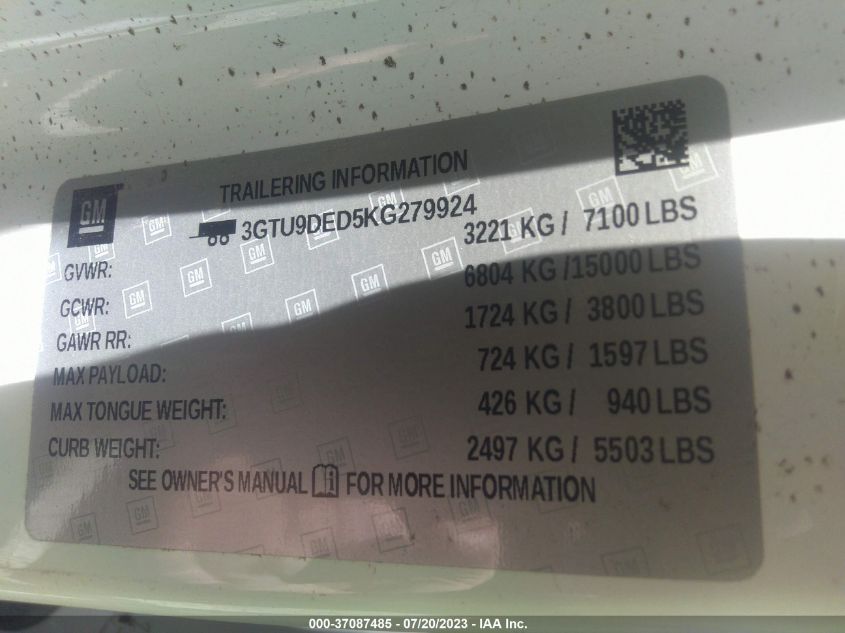 TRAILERING INFORMATION
GM
3GTU9DED5KG279924
GVWR: 3221 KG / 7100 LBS
GCWR: 6804 KG /15000 LBS
GAWR RR: 1724 KG / 3800 LBS
MAX PAYLOAD: 724 KG / 1597 LBS
MAX TONGUE WEIGHT: 426 KG / 940 LBS
CURB WEIGHT: 2497 KG / 5503 LBS
SEE OWNER'S MANUAL FOR MORE INFORMATION
000-37087485 - 07/20/2023 - IAA Inc.